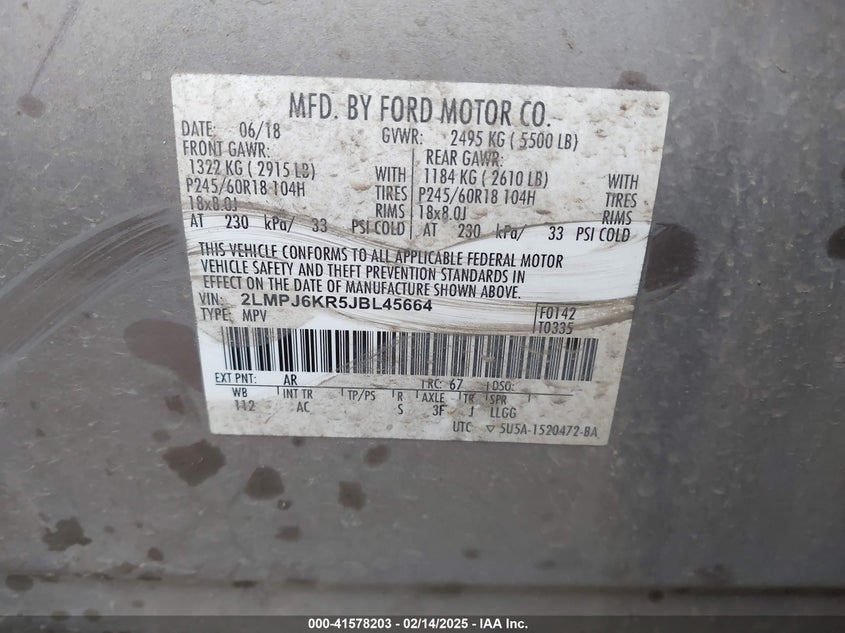 MFD. BY FORD MOTOR CO.
DATE: 06/18 GVWR: 2495 KG ( 5500 LB)
FRONT GAWR: REAR GAWR:
1322 KG ( 2915 LB) WITH 1184 KG ( 2610 LB) WITH
P245/60R18 104H TIRES P245/60R18 104H TIRES
18x8.0J RIMS 18x8.0J RIMS
AT 230 kPa/ 33 PSI COLD AT 230 kPa/ 33 PSI COLD
THIS VEHICLE CONFORMS TO ALL APPLICABLE FEDERAL MOTOR
VEHICLE SAFETY AND THEFT PREVENTION STANDARDS IN
EFFECT ON THE DATE OF MANUFACTURE SHOWN ABOVE.
VIN: 2LMPJ6KR5JBL45664 F0142
TYPE: MPV T0335
EXT PNT: AR RC: 67 DSO:
WB INT TR TP/PS R AXLE TR SPR
112 AC S 3F J LLGG
UTC ▽ 5U5A-1520472-BA
000-41578203 - 02/14/2025 - IAA Inc.